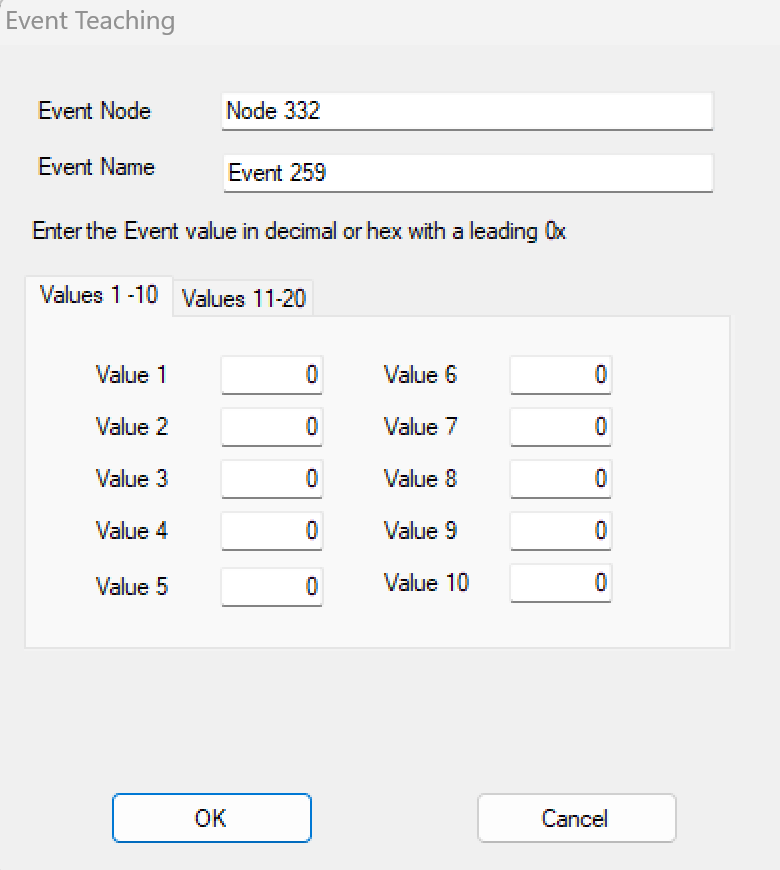 Event Teaching
Event Node Node 332
Event Name Event 259
Enter the Event value in decimal or hex with a leading 0x
Values 1 -10 Values 11-20
Value 1 0 Value 6 0
Value 2 0 Value 7 0
Value 3 0 Value 8 0
Value 4 0 Value 9 0
Value 5 0 Value 10 0
OK Cancel